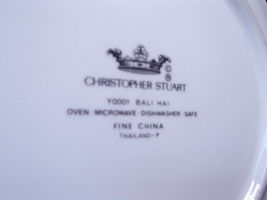 ©
®
CHRISTOPHER STUART
Y0001 BALI HAI
OVEN·MICROWAVE DISHWASHER SAFE
FINE CHINA
THAILAND-P